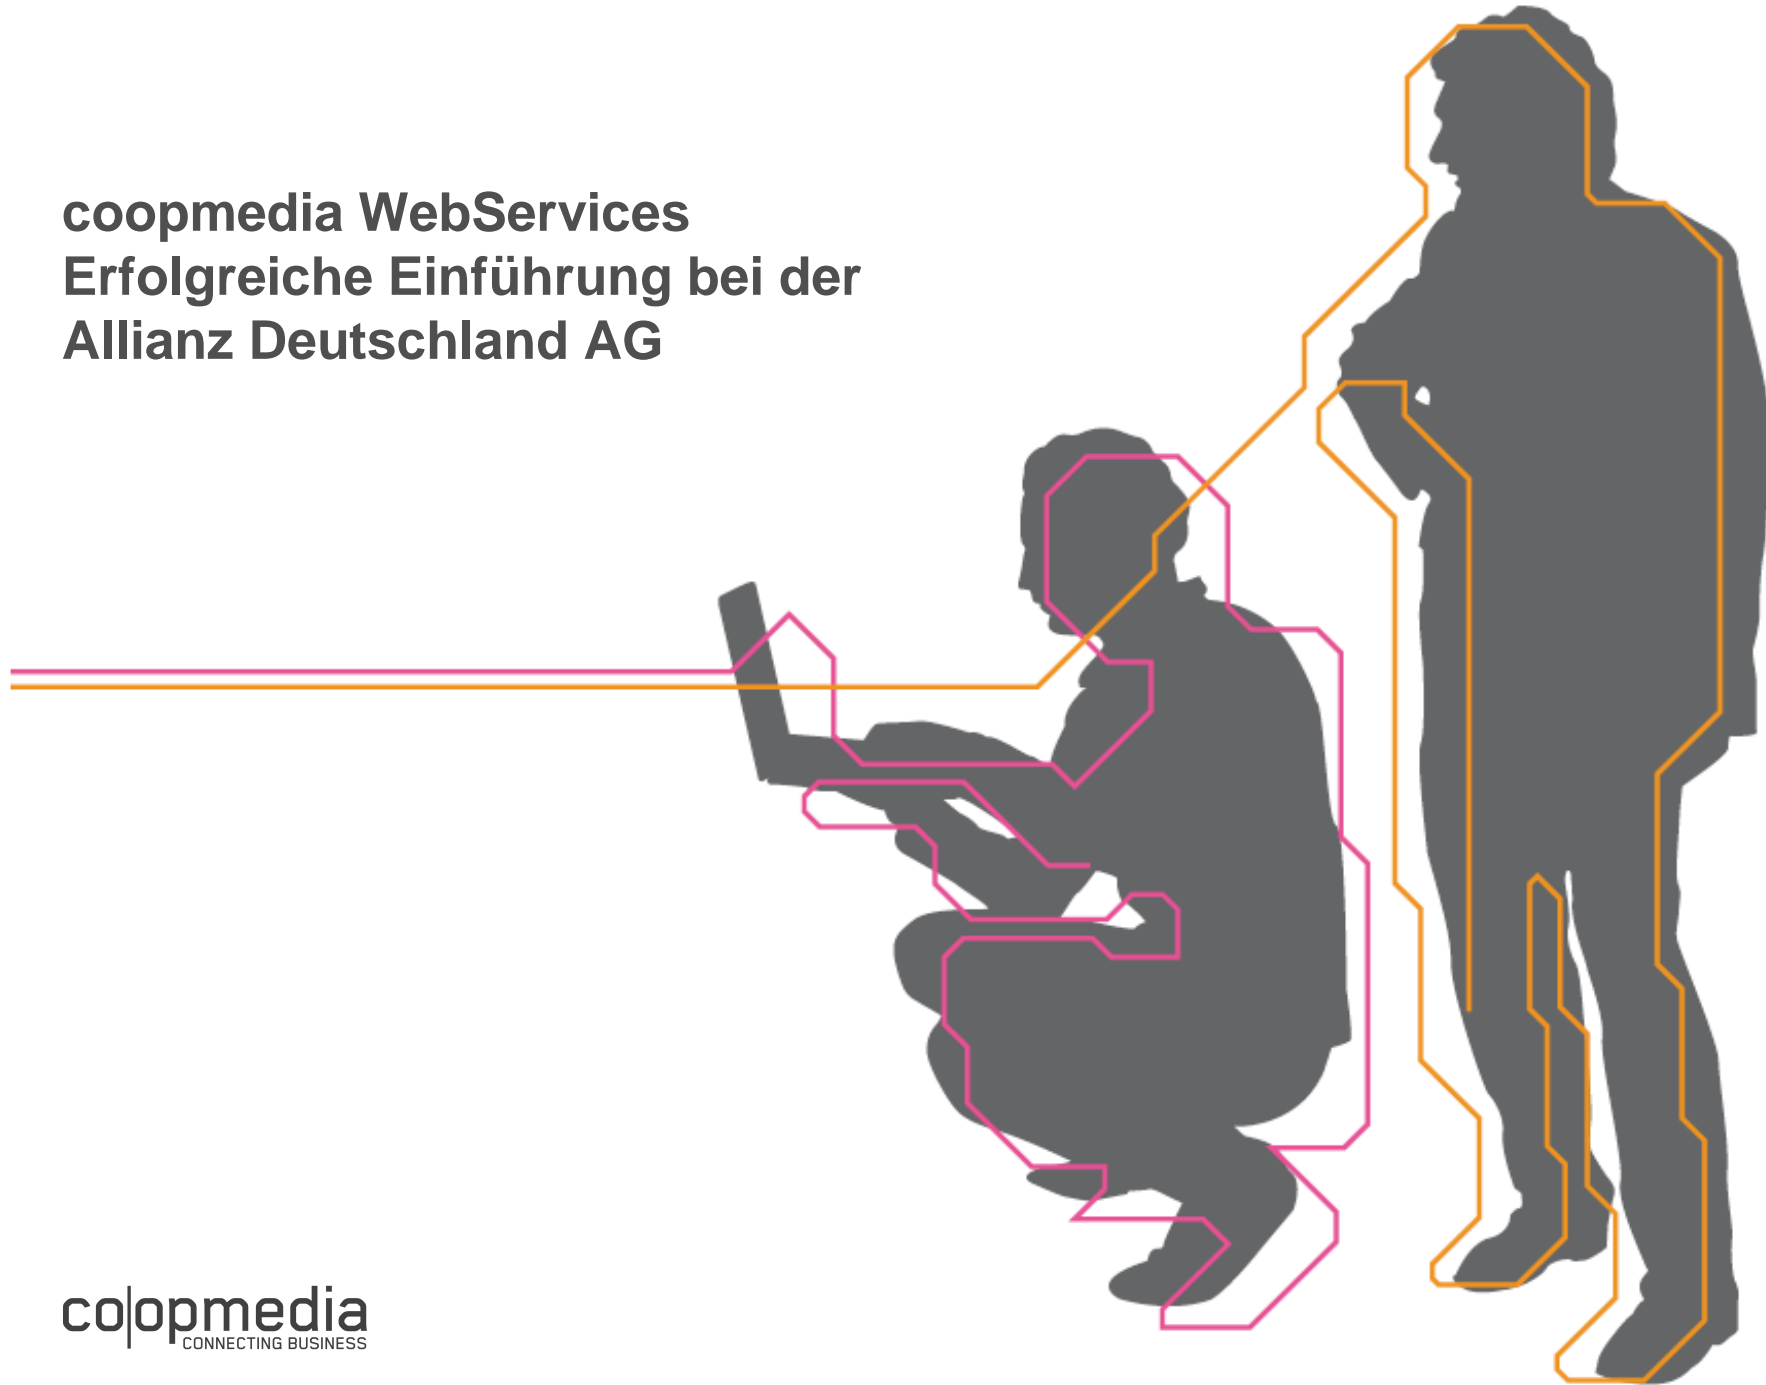 coopmedia WebServices
Erfolgreiche Einführung bei der
Allianz Deutschland AG
co|opmedia
CONNECTING BUSINESS